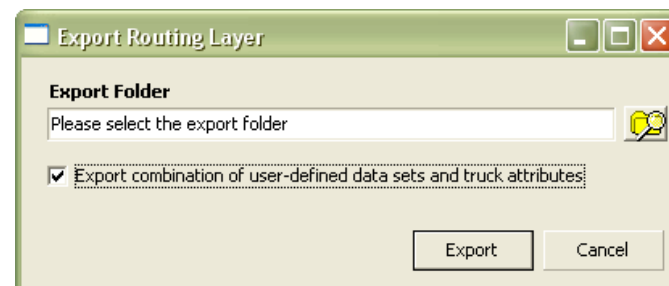 Export Routing Layer
Export Folder
Please select the export folder
Export combination of user-defined data sets and truck attributes
Export
Cancel